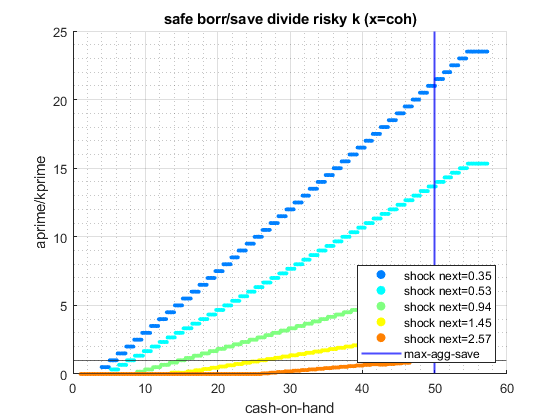 safe borr/save divide risky k (x=coh)
25
20
15
10
5
0
aprime/kprime
shock next=0.35
shock next=0.53
shock next=0.94
shock next=1.45
shock next=2.57
max-agg-save
0 10 20 30 40 50 60
cash-on-hand